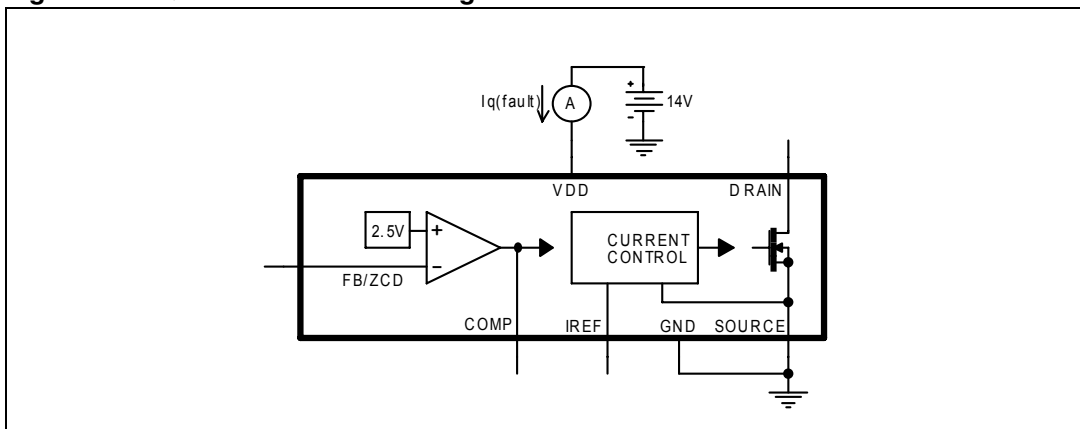 +
Iq(fault)
A
14V
-
VDD
DRAIN
2.5V
+
-
CURRENT
CONTROL
FB/ZCD
COMP
IREF
GND
SOURCE